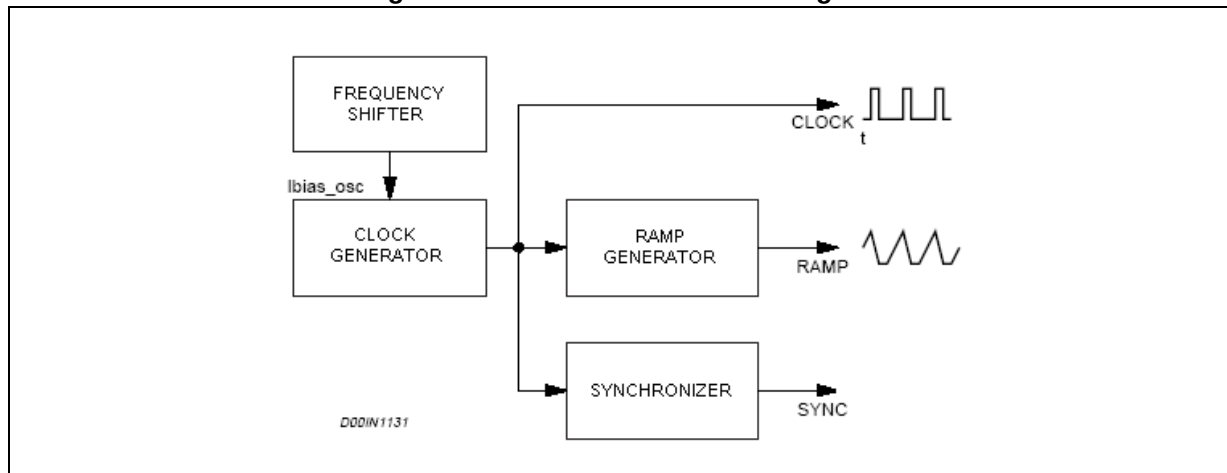 FREQUENCY
SHIFTER
CLOCK
t
Ibias_osc
CLOCK
GENERATOR
RAMP
GENERATOR
RAMP
SYNCHRONIZER
SYNC
D00IN1131